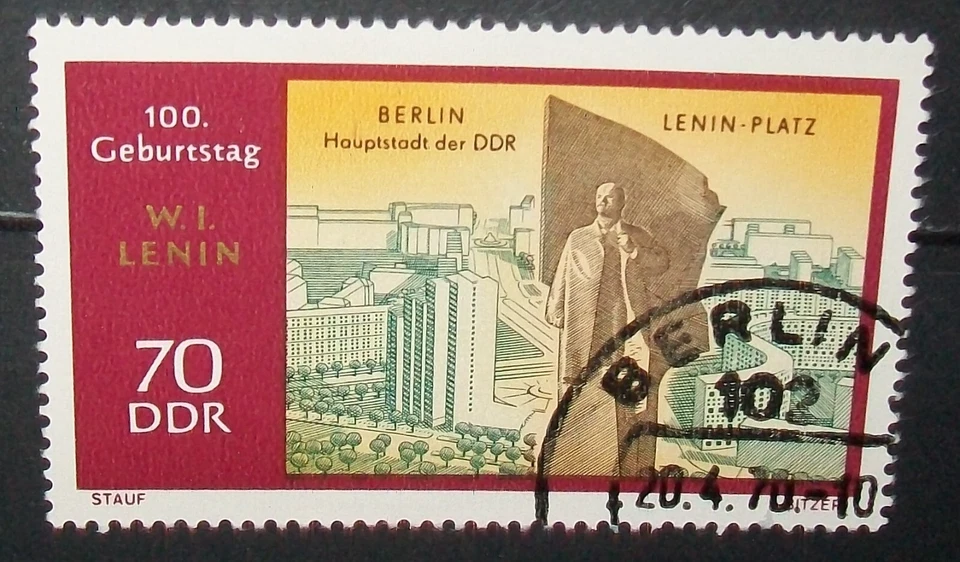 100.
Geburtstag
W. I.
LENIN
70
DDR
BERLIN
Hauptstadt der DDR
LENIN-PLATZ
BERLIN
102
20.4.70-10
STAUF